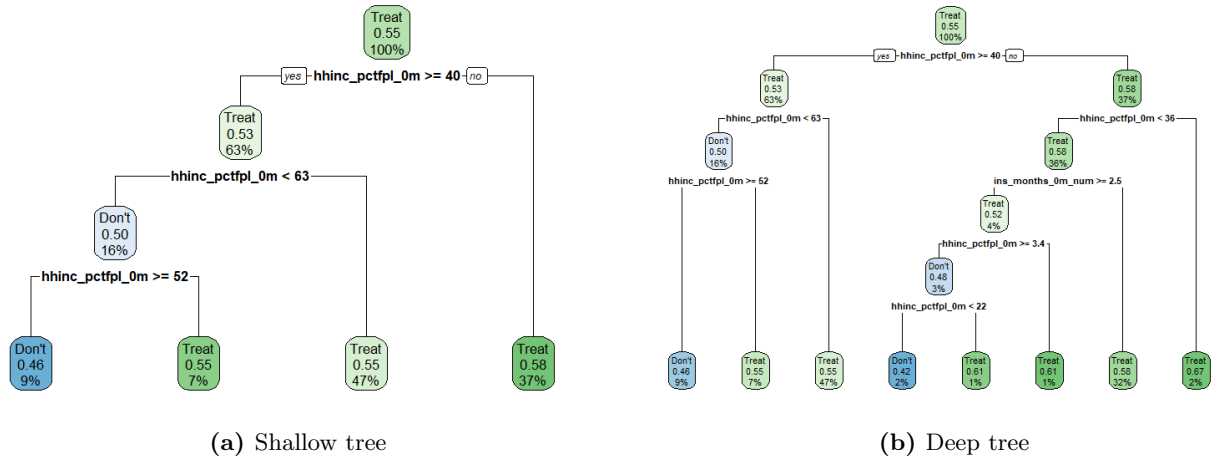 Treat
0.55
100%
yes hhinc_pctfpl_0m >= 40 no
Treat
0.53
63%
hhinc_pctfpl_0m < 63
Don't
0.50
16%
hhinc_pctfpl_0m >= 52
Don't
0.46
9%
Treat
0.55
7%
Treat
0.55
47%
Treat
0.58
37%
(a) Shallow tree
Treat
0.55
100%
yes hhinc_pctfpl_0m >= 40 no
Treat
0.53
63%
Treat
0.58
37%
hhinc_pctfpl_0m < 63
hhinc_pctfpl_0m < 36
Don't
0.50
16%
Treat
0.58
36%
hhinc_pctfpl_0m >= 52
ins_months_0m_num >= 2.5
Treat
0.52
4%
hhinc_pctfpl_0m >= 3.4
Don't
0.48
3%
hhinc_pctfpl_0m < 22
Don't
0.46
9%
Treat
0.55
7%
Treat
0.55
47%
Don't
0.42
2%
Treat
0.61
1%
Treat
0.61
1%
Treat
0.58
32%
Treat
0.67
2%
(b) Deep tree